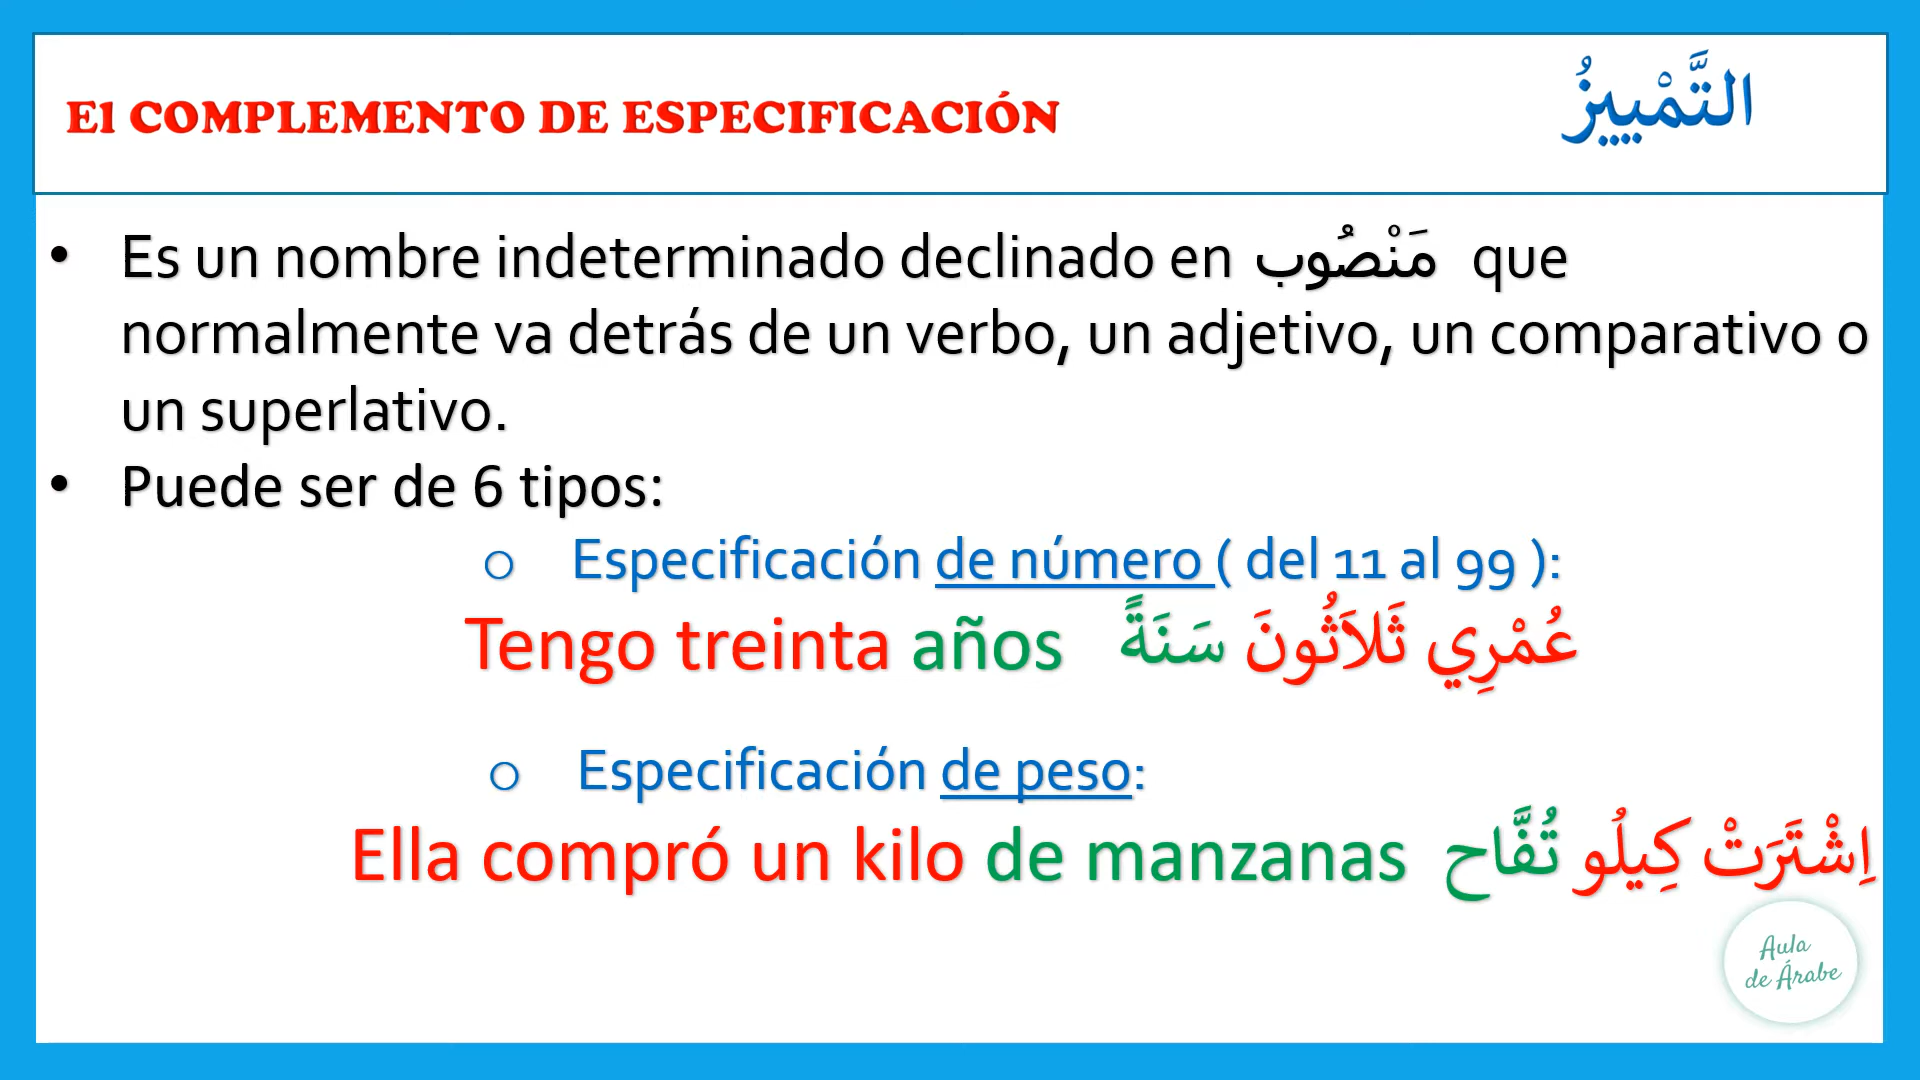 El COMPLEMENTO DE ESPECIFICACIÓN
التَّمْيِيزُ
• Es un nombre indeterminado declinado en مَنْصُوب que
normalmente va detrás de un verbo, un adjetivo, un comparativo o
un superlativo.
• Puede ser de 6 tipos:
o Especificación de número ( del 11 al 99 ):
Tengo treinta años عُمْرِي ثَلاَثُونَ سَنَةً
o Especificación de peso:
Ella compró un kilo de manzanas اِشْتَرَتْ كِيلُو تُفَّاح
Aula
de Árabe